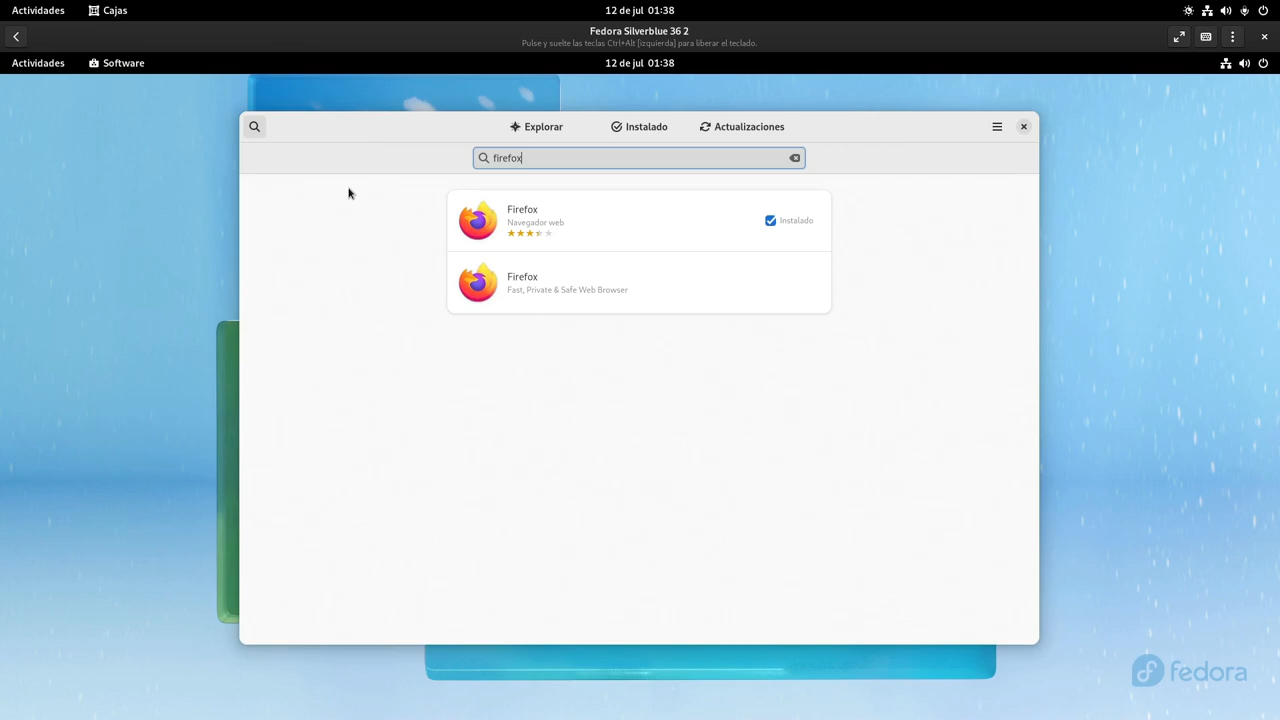 Actividades Cajas 12 de jul 01:38
Fedora Silverblue 36 2
Pulse y suelte las teclas Ctrl+Alt [izquierda] para liberar el teclado.
Actividades Software 12 de jul 01:38
Explorar Instalado Actualizaciones
firefox
Firefox
Navegador web
Instalado
Firefox
Fast, Private & Safe Web Browser
fedora